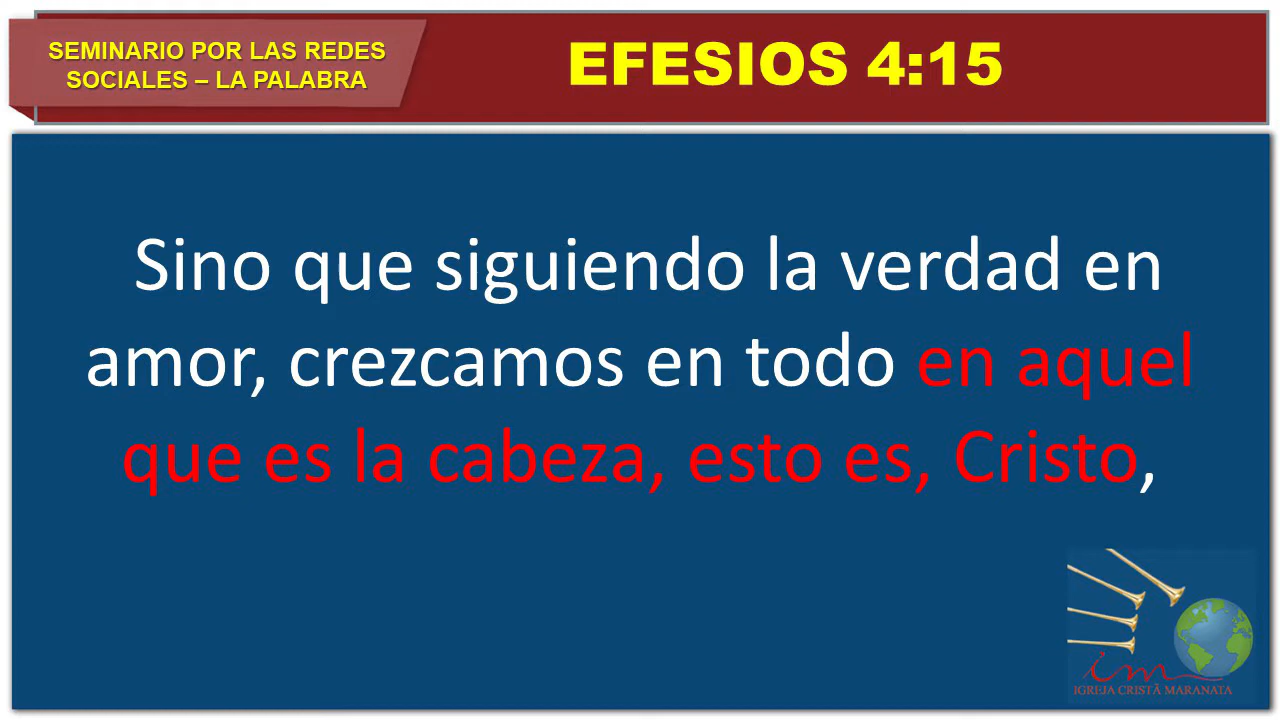 SEMINARIO POR LAS REDES
SOCIALES – LA PALABRA
EFESIOS 4:15
Sino que siguiendo la verdad en
amor, crezcamos en todo en aquel
que es la cabeza, esto es, Cristo,
im
IGREJA CRISTÃ MARANATA